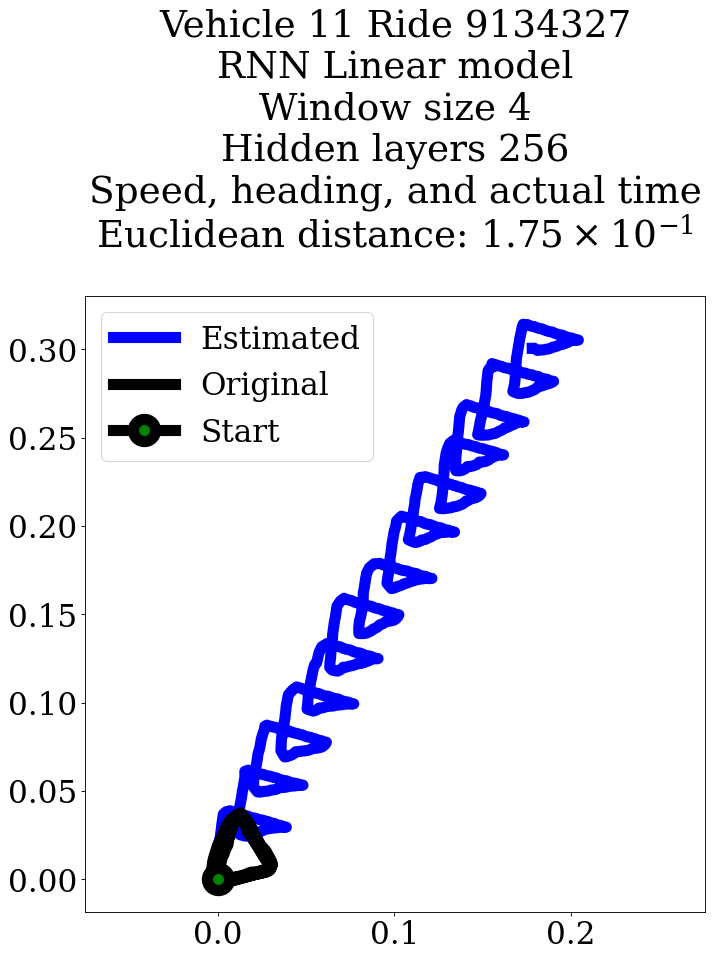 Vehicle 11 Ride 9134327
RNN Linear model
Window size 4
Hidden layers 256
Speed, heading, and actual time
Euclidean distance: 1.75 × 10⁻¹
Estimated
Original
Start
0.30
0.25
0.20
0.15
0.10
0.05
0.00
0.0 0.1 0.2